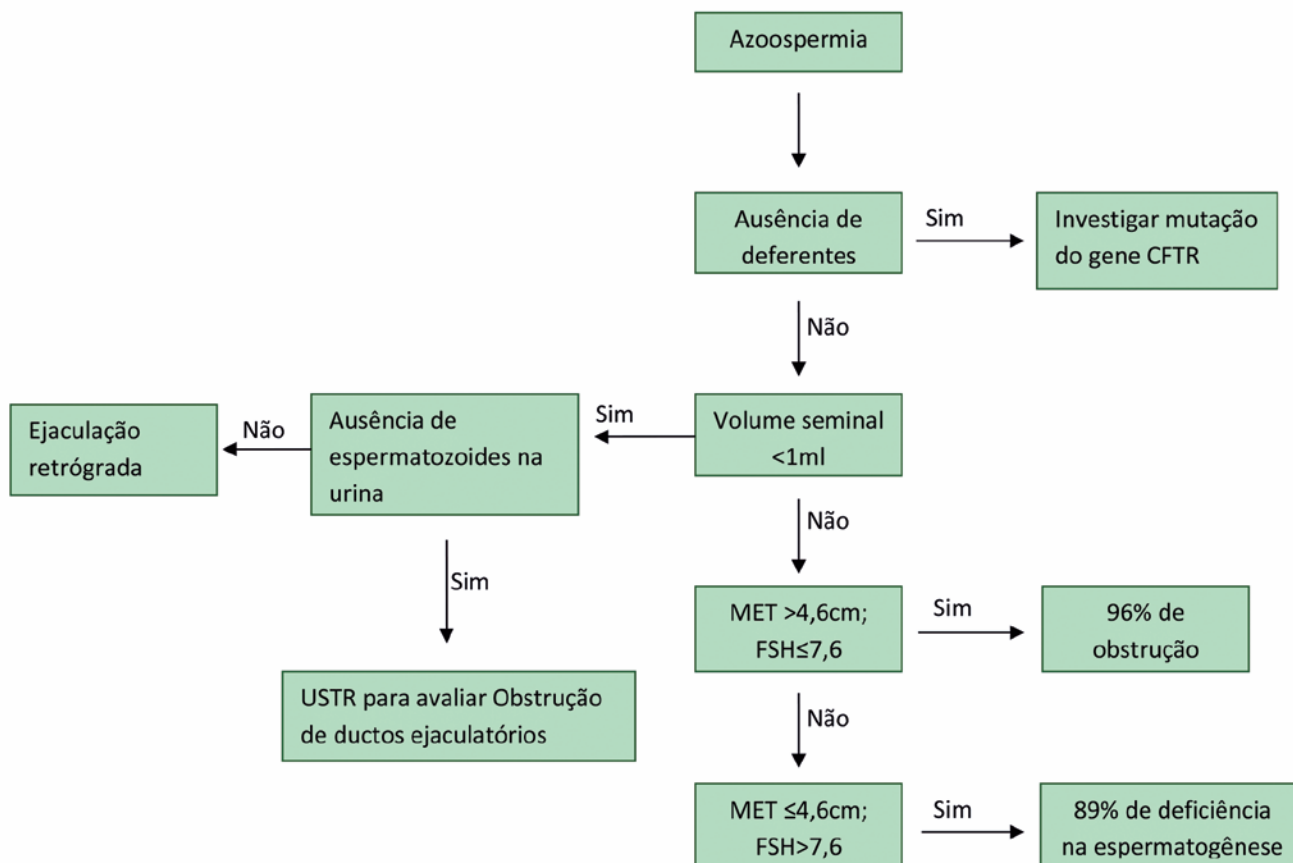 Azoospermia
Ausência de
deferentes
Sim
Investigar mutação
do gene CFTR
Não
Ejaculação
retrógrada
Não
Ausência de
espermatozoides na
urina
Sim
Volume seminal
<1ml
Não
Sim
USTR para avaliar Obstrução
de ductos ejaculatórios
MET >4,6cm;
FSH≤7,6
Sim
96% de
obstrução
Não
MET ≤4,6cm;
FSH>7,6
Sim
89% de deficiência
na espermatogênese